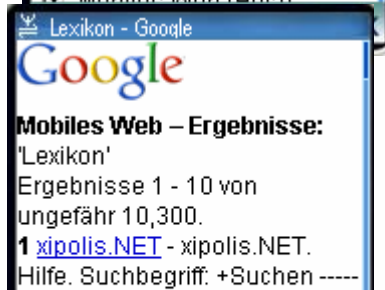 Lexikon - Google
Google
Mobiles Web – Ergebnisse:
'Lexikon'
Ergebnisse 1 - 10 von
ungefähr 10,300.
1 xipolis.NET - xipolis.NET.
Hilfe. Suchbegriff: +Suchen -----